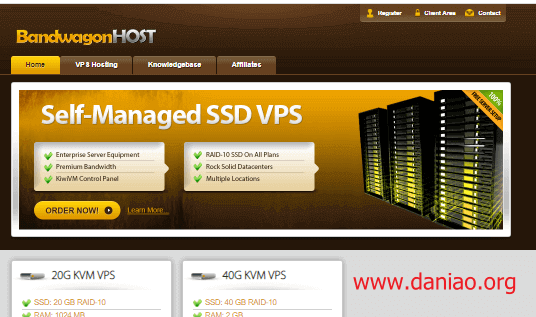 Register Client Area Contact
BandwagonHOST
Home VPS Hosting Knowledgebase Affiliates
Self-Managed SSD VPS
100%
FREE SERVER SETUP
Enterprise Server Equipment
Premium Bandwidth
KiwiVM Control Panel
RAID-10 SSD On All Plans
Rock Solid Datacenters
Multiple Locations
ORDER NOW! Learn More...
20G KVM VPS
40G KVM VPS
www.daniao.org
SSD: 20 GB RAID-10
SSD: 40 GB RAID-10
RAM: 1024 MB
RAM: 2 GB